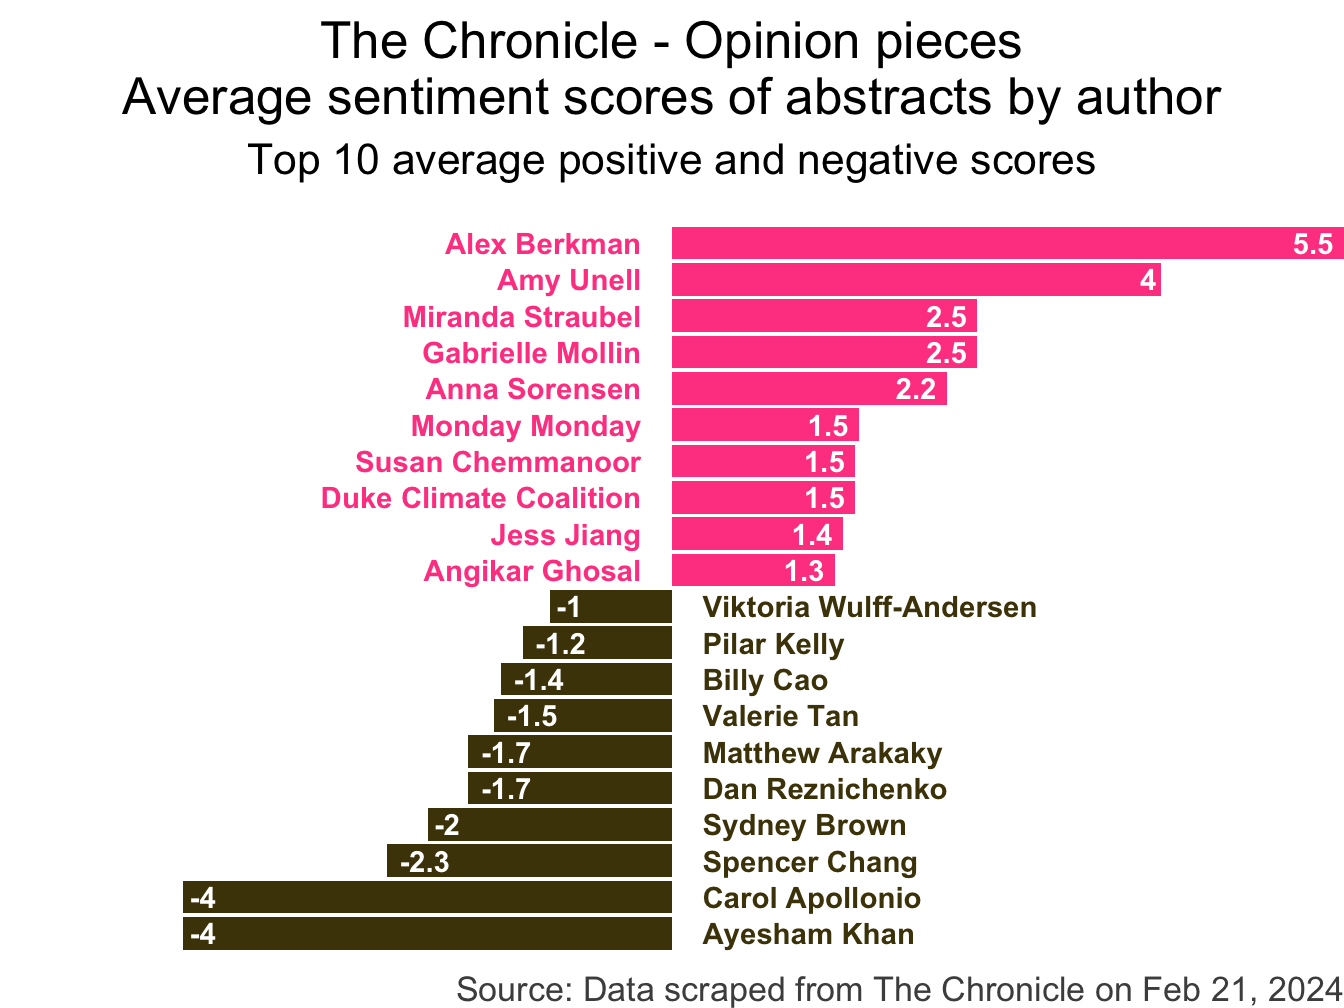 The Chronicle - Opinion pieces
Average sentiment scores of abstracts by author
Top 10 average positive and negative scores
Alex Berkman 5.5
Amy Unell 4
Miranda Straubel 2.5
Gabrielle Mollin 2.5
Anna Sorensen 2.2
Monday Monday 1.5
Susan Chemmanoor 1.5
Duke Climate Coalition 1.5
Jess Jiang 1.4
Angikar Ghosal 1.3
-1 Viktoria Wulff-Andersen
-1.2 Pilar Kelly
-1.4 Billy Cao
-1.5 Valerie Tan
-1.7 Matthew Arakaky
-1.7 Dan Reznichenko
-2 Sydney Brown
-2.3 Spencer Chang
-4 Carol Apollonio
-4 Ayesham Khan
Source: Data scraped from The Chronicle on Feb 21, 2024